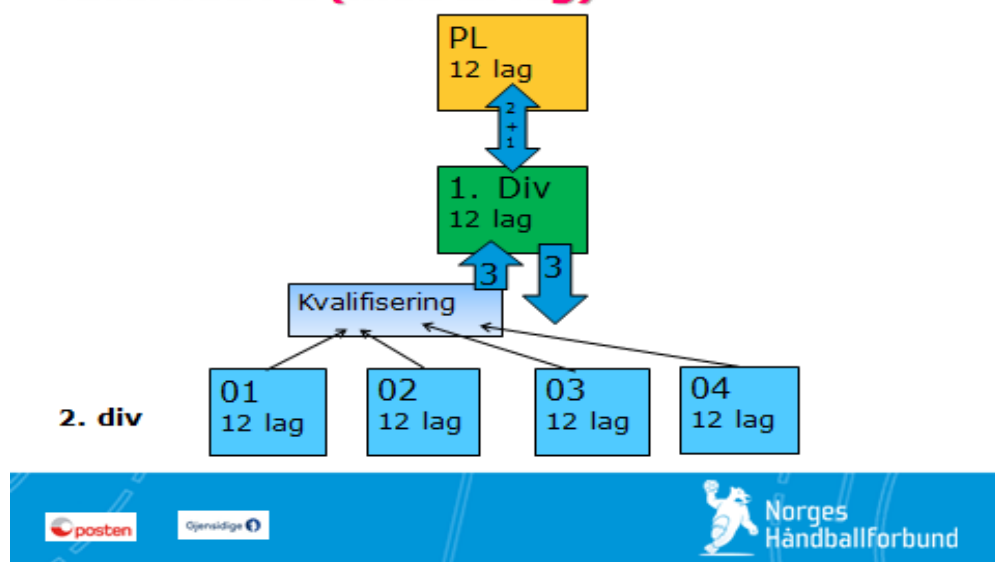 PL
12 lag
2
+
1
1. Div
12 lag
3
3
Kvalifisering
01
12 lag
02
12 lag
03
12 lag
04
12 lag
2. div
posten
Gjensidige
Norges
Håndballforbund